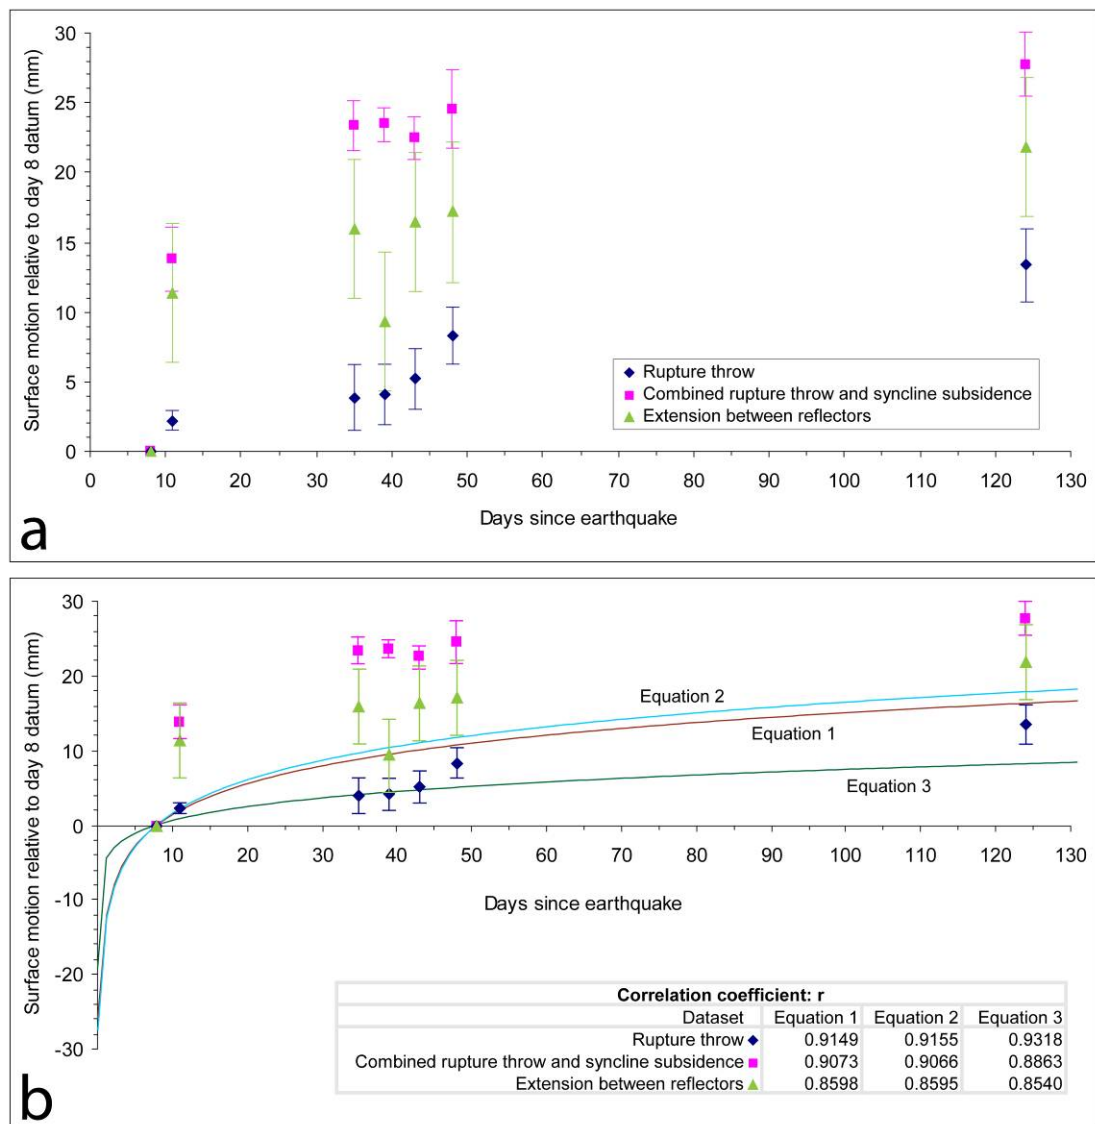 Surface motion relative to day 8 datum (mm)
30
25
20
15
10
5
0
Rupture throw
Combined rupture throw and syncline subsidence
Extension between reflectors
0 10 20 30 40 50 60 70 80 90 100 110 120 130
Days since earthquake
a
Surface motion relative to day 8 datum (mm)
30
20
10
0
-10
-20
-30
Equation 2
Equation 1
Equation 3
10 20 30 40 50 60 70 80 90 100 110 120 130
Days since earthquake
Correlation coefficient: r
Dataset Equation 1 Equation 2 Equation 3
Rupture throw 0.9149 0.9155 0.9318
Combined rupture throw and syncline subsidence 0.9073 0.9066 0.8863
Extension between reflectors 0.8598 0.8595 0.8540
b